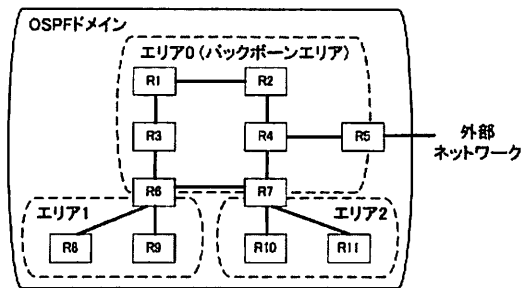 OSPFドメイン
エリア0（バックボーンエリア）
R1
R2
R3
R4
R5
外部
ネットワーク
R6
R7
エリア1
エリア2
R8
R9
R10
R11